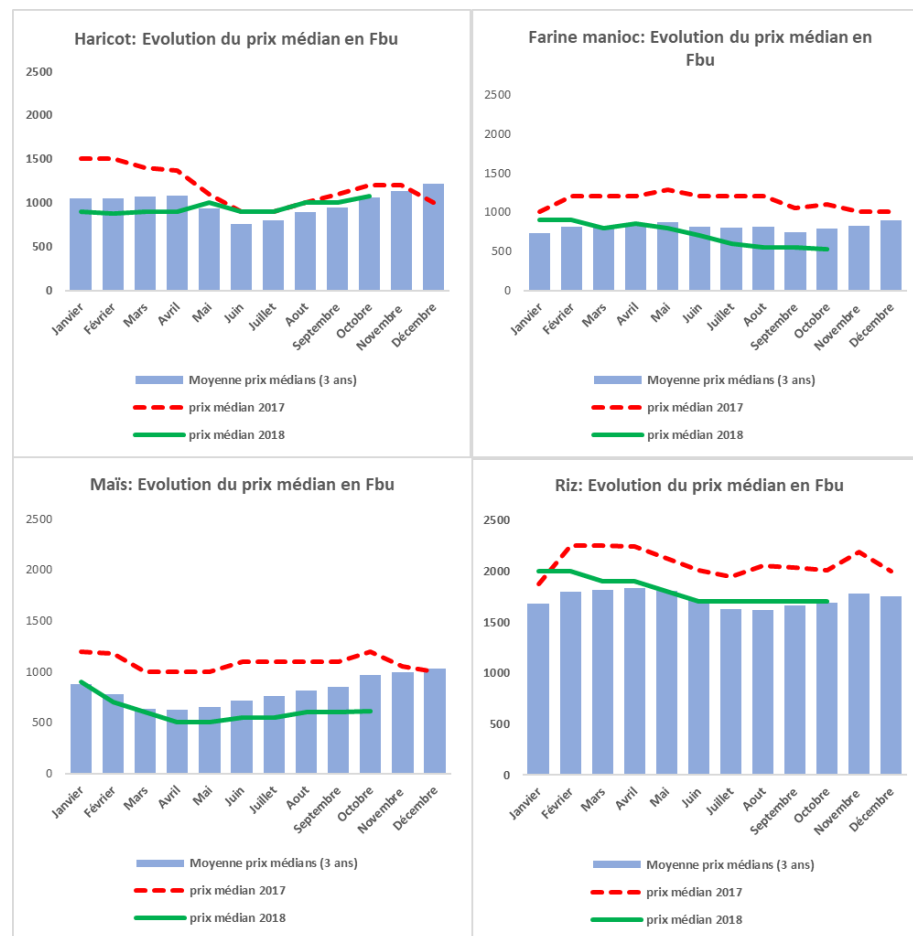 Haricot: Evolution du prix médian en Fbu
2500
2000
1500
1000
500
0
Janvier
Février
Mars
Avril
Mai
Juin
Juillet
Aout
Septembre
Octobre
Novembre
Décembre
Moyenne prix médians (3 ans)
prix médian 2017
prix médian 2018
Farine manioc: Evolution du prix médian en
Fbu
2500
2000
1500
1000
500
0
Janvier
Février
Mars
Avril
Mai
Juin
Juillet
Aout
Septembre
Octobre
Novembre
Décembre
Moyenne prix médians (3 ans)
prix médian 2017
prix médian 2018
Maïs: Evolution du prix médian en Fbu
2500
2000
1500
1000
500
0
Janvier
Février
Mars
Avril
Mai
Juin
Juillet
Aout
Septembre
Octobre
Novembre
Décembre
Moyenne prix médians (3 ans)
prix médian 2017
prix médian 2018
Riz: Evolution du prix médian en Fbu
2500
2000
1500
1000
500
0
Janvier
Février
Mars
Avril
Mai
Juin
Juillet
Aout
Septembre
Octobre
Novembre
Décembre
Moyenne prix médians (3 ans)
prix médian 2017
prix médian 2018